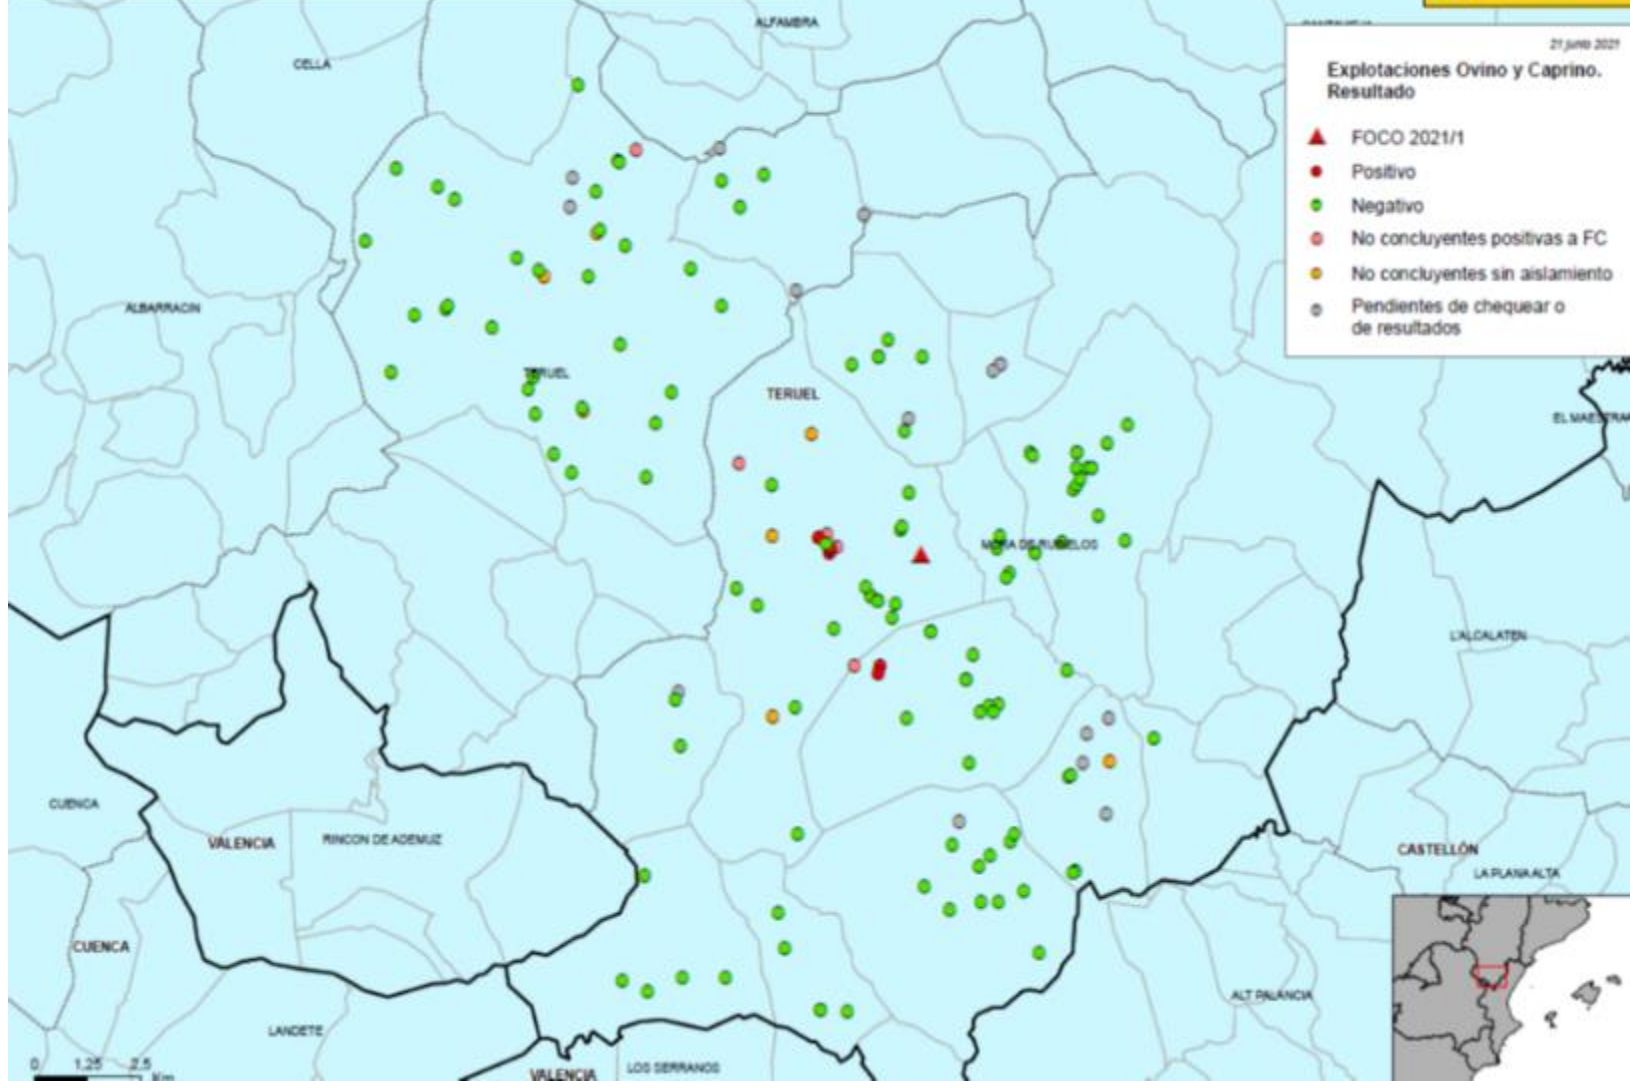 ALFAMBRA
CELLA
21 junio 2021
Explotaciones Ovino y Caprino.
Resultado
FOCO 2021/1
Positivo
Negativo
No concluyentes positivas a FC
No concluyentes sin aislamiento
Pendientes de chequear o
de resultados
ALBARRACIN
TERUEL
TERUEL
EL MAESTRA
MORA DE RUBIELOS
L'ALCALATEN
CUENCA
VALENCIA
RINCON DE ADEMUZ
CASTELLÓN
LA PLANA ALTA
CUENCA
ALT PALANCIA
LANDETE
0 1,25 2,5
Km
LOS SERRANOS
VALENCIA